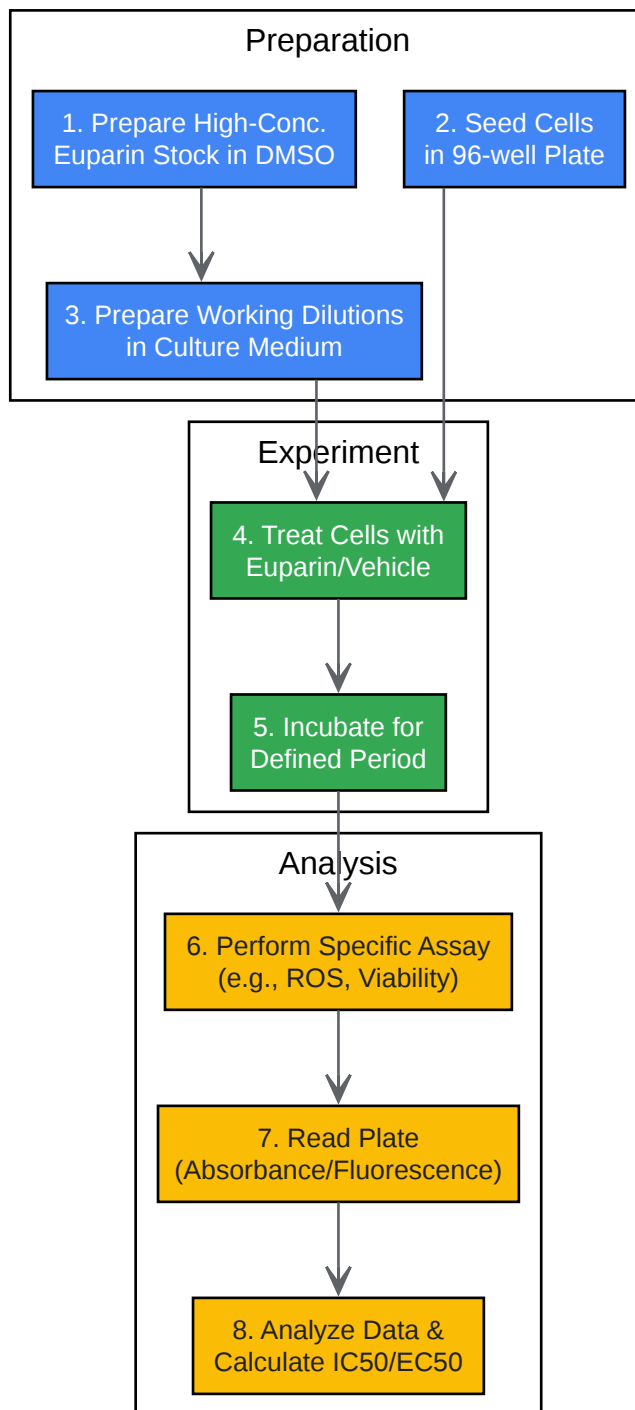 Preparation
1. Prepare High-Conc.
Euparin Stock in DMSO
2. Seed Cells
in 96-well Plate
3. Prepare Working Dilutions
in Culture Medium
Experiment
4. Treat Cells with
Euparin/Vehicle
5. Incubate for
Defined Period
Analysis
6. Perform Specific Assay
(e.g., ROS, Viability)
7. Read Plate
(Absorbance/Fluorescence)
8. Analyze Data &
Calculate IC50/EC50